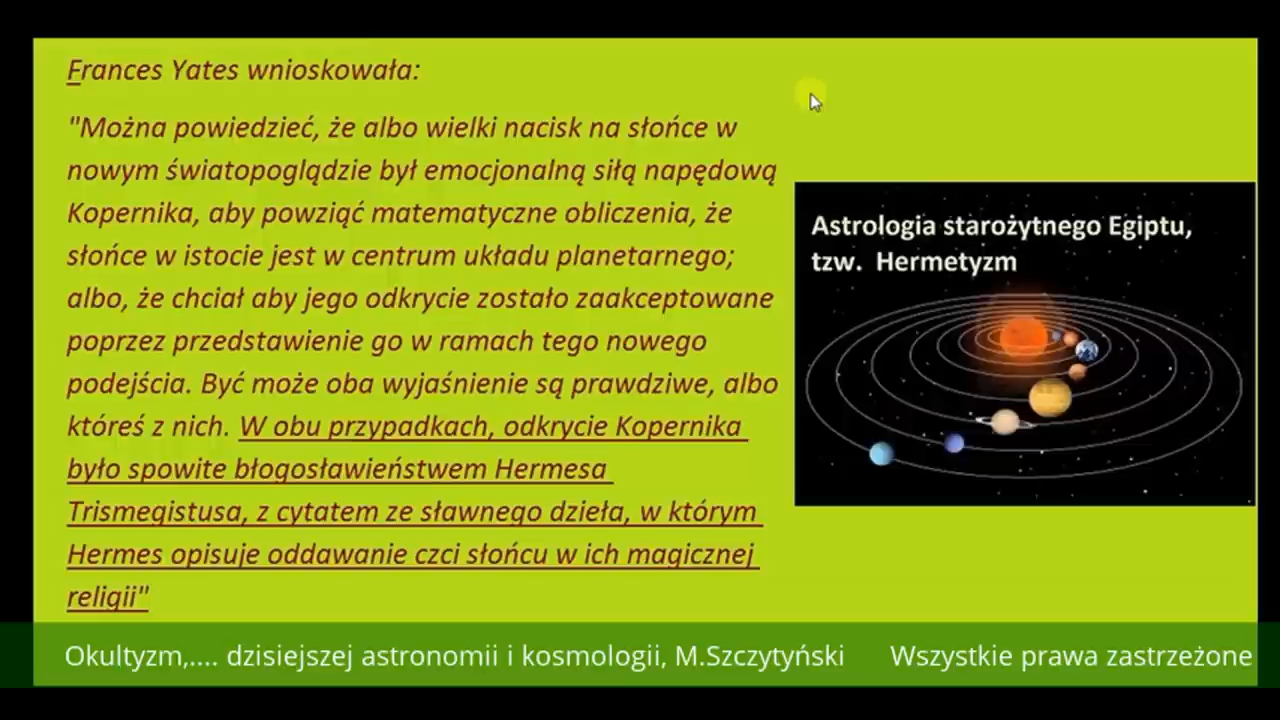 Frances Yates wnioskowała:
"Można powiedzieć, że albo wielki nacisk na słońce w
nowym światopoglądzie był emocjonalną siłą napędową
Kopernika, aby powziąć matematyczne obliczenia, że
słońce w istocie jest w centrum układu planetarnego;
albo, że chciał aby jego odkrycie zostało zaakceptowane
poprzez przedstawienie go w ramach tego nowego
podejścia. Być może oba wyjaśnienie są prawdziwe, albo
któreś z nich. W obu przypadkach, odkrycie Kopernika
było spowite błogosławieństwem Hermesa
Trismegistusa, z cytatem ze sławnego dzieła, w którym
Hermes opisuje oddawanie czci słońcu w ich magicznej
religii"
Astrologia starożytnego Egiptu,
tzw. Hermetyzm
Okultyzm,.... dzisiejszej astronomii i kosmologii, M.Szczytyński Wszystkie prawa zastrzeżone